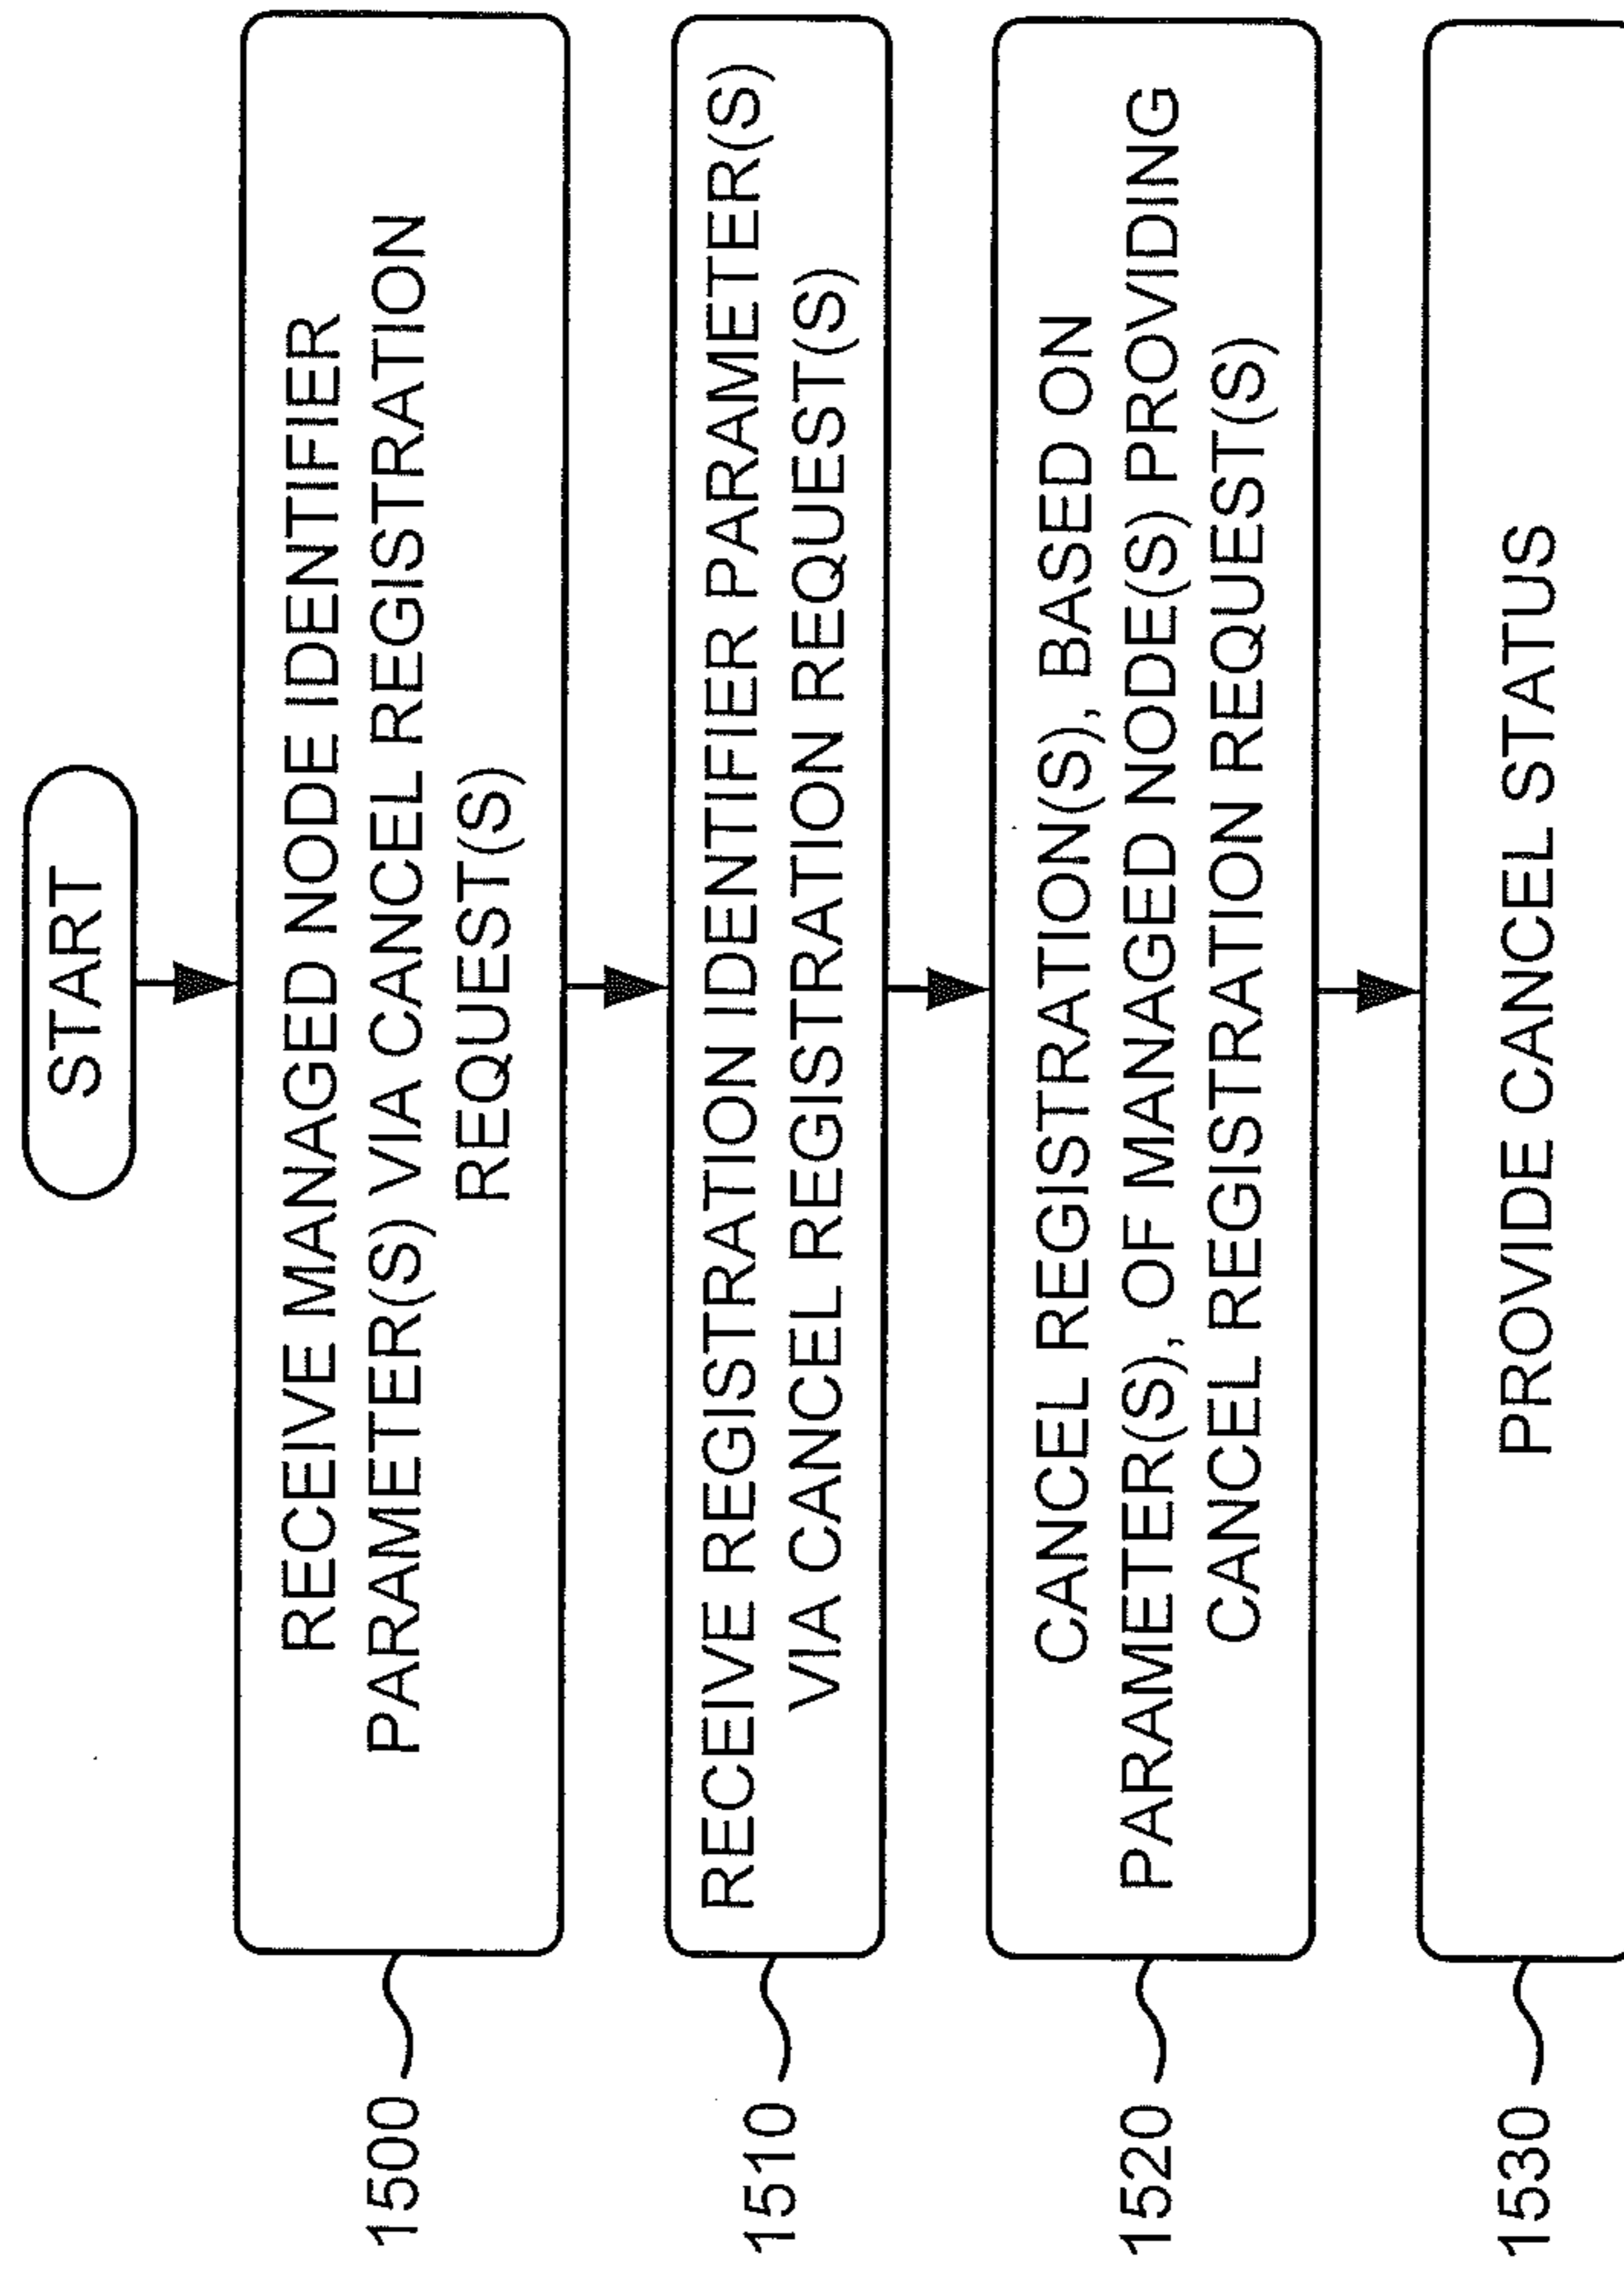 START
RECEIVE MANAGED NODE IDENTIFIER
PARAMETER(S) VIA CANCEL REGISTRATION
REQUEST(S)
1500
RECEIVE REGISTRATION IDENTIFIER PARAMETER(S)
VIA CANCEL REGISTRATION REQUEST(S)
1510
CANCEL REGISTRATION(S), BASED ON
PARAMETER(S), OF MANAGED NODE(S) PROVIDING
CANCEL REGISTRATION REQUEST(S)
1520
PROVIDE CANCEL STATUS
1530